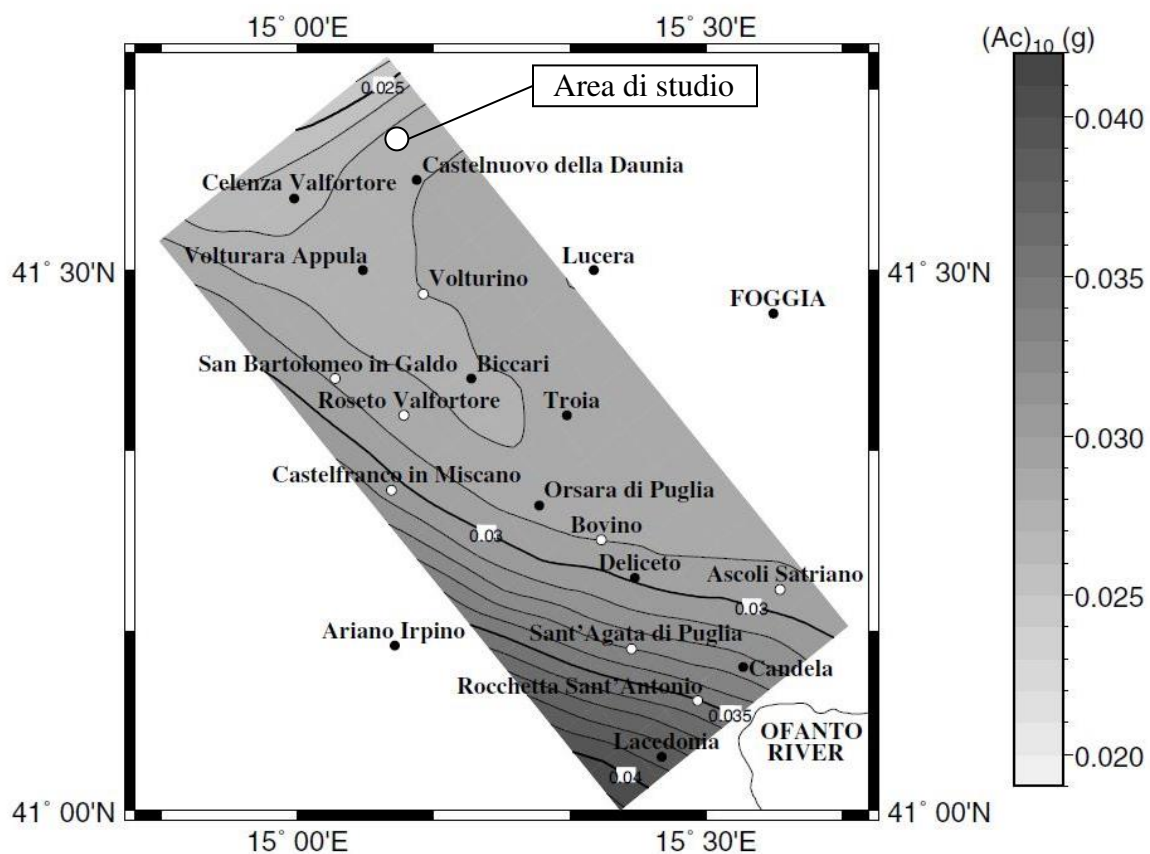 15° 00'E
15° 30'E
(Ac)10 (g)
0.025
Area di studio
0.040
Castelnuovo della Daunia
Celenza Valfortore
Volturara Appula
Lucera
41° 30'N
41° 30'N
Volturino
FOGGIA
0.035
San Bartolomeo in Galdo
Biccari
Roseto Valfortore
Troia
0.030
Castelfranco in Miscano
Orsara di Puglia
Bovino
0.03
Deliceto
Ascoli Satriano
0.025
0.03
Ariano Irpino
Sant'Agata di Puglia
Candela
Rocchetta Sant'Antonio
0.035
OFANTO
RIVER
Lacedonia
0.020
0.04
41° 00'N
41° 00'N
15° 00'E
15° 30'E